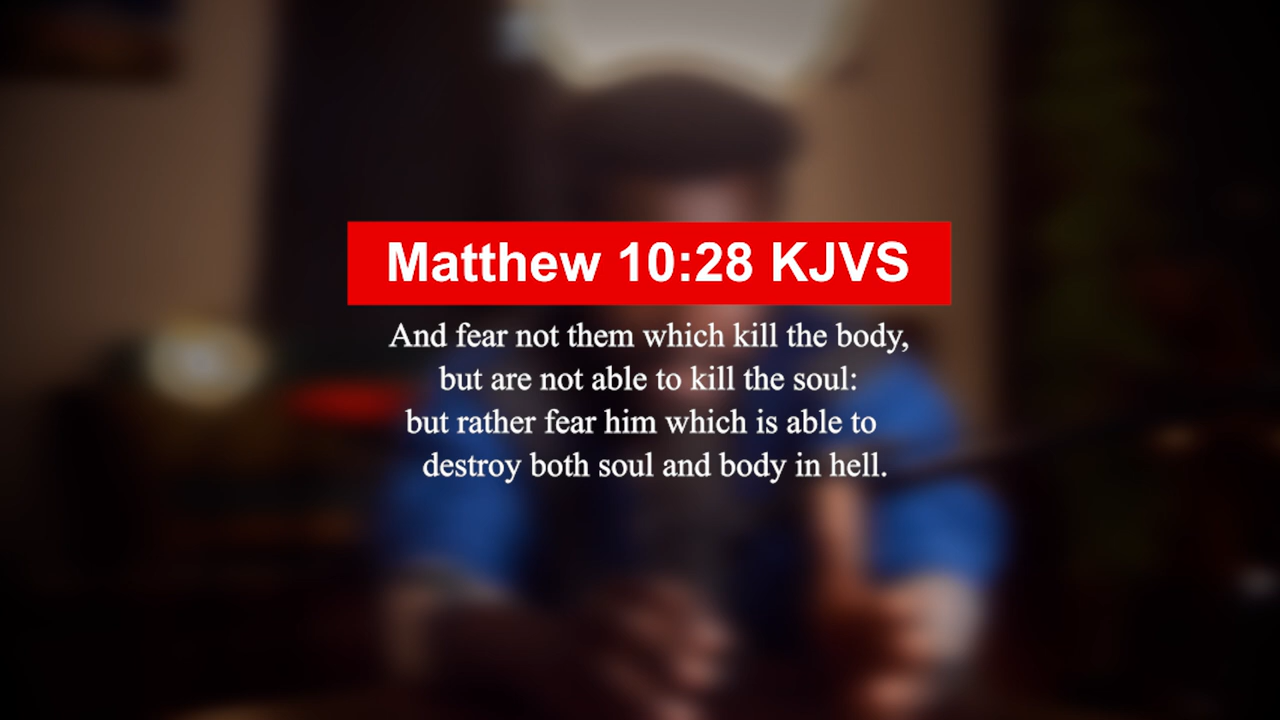 Matthew 10:28 KJVS
And fear not them which kill the body,
but are not able to kill the soul:
but rather fear him which is able to
destroy both soul and body in hell.